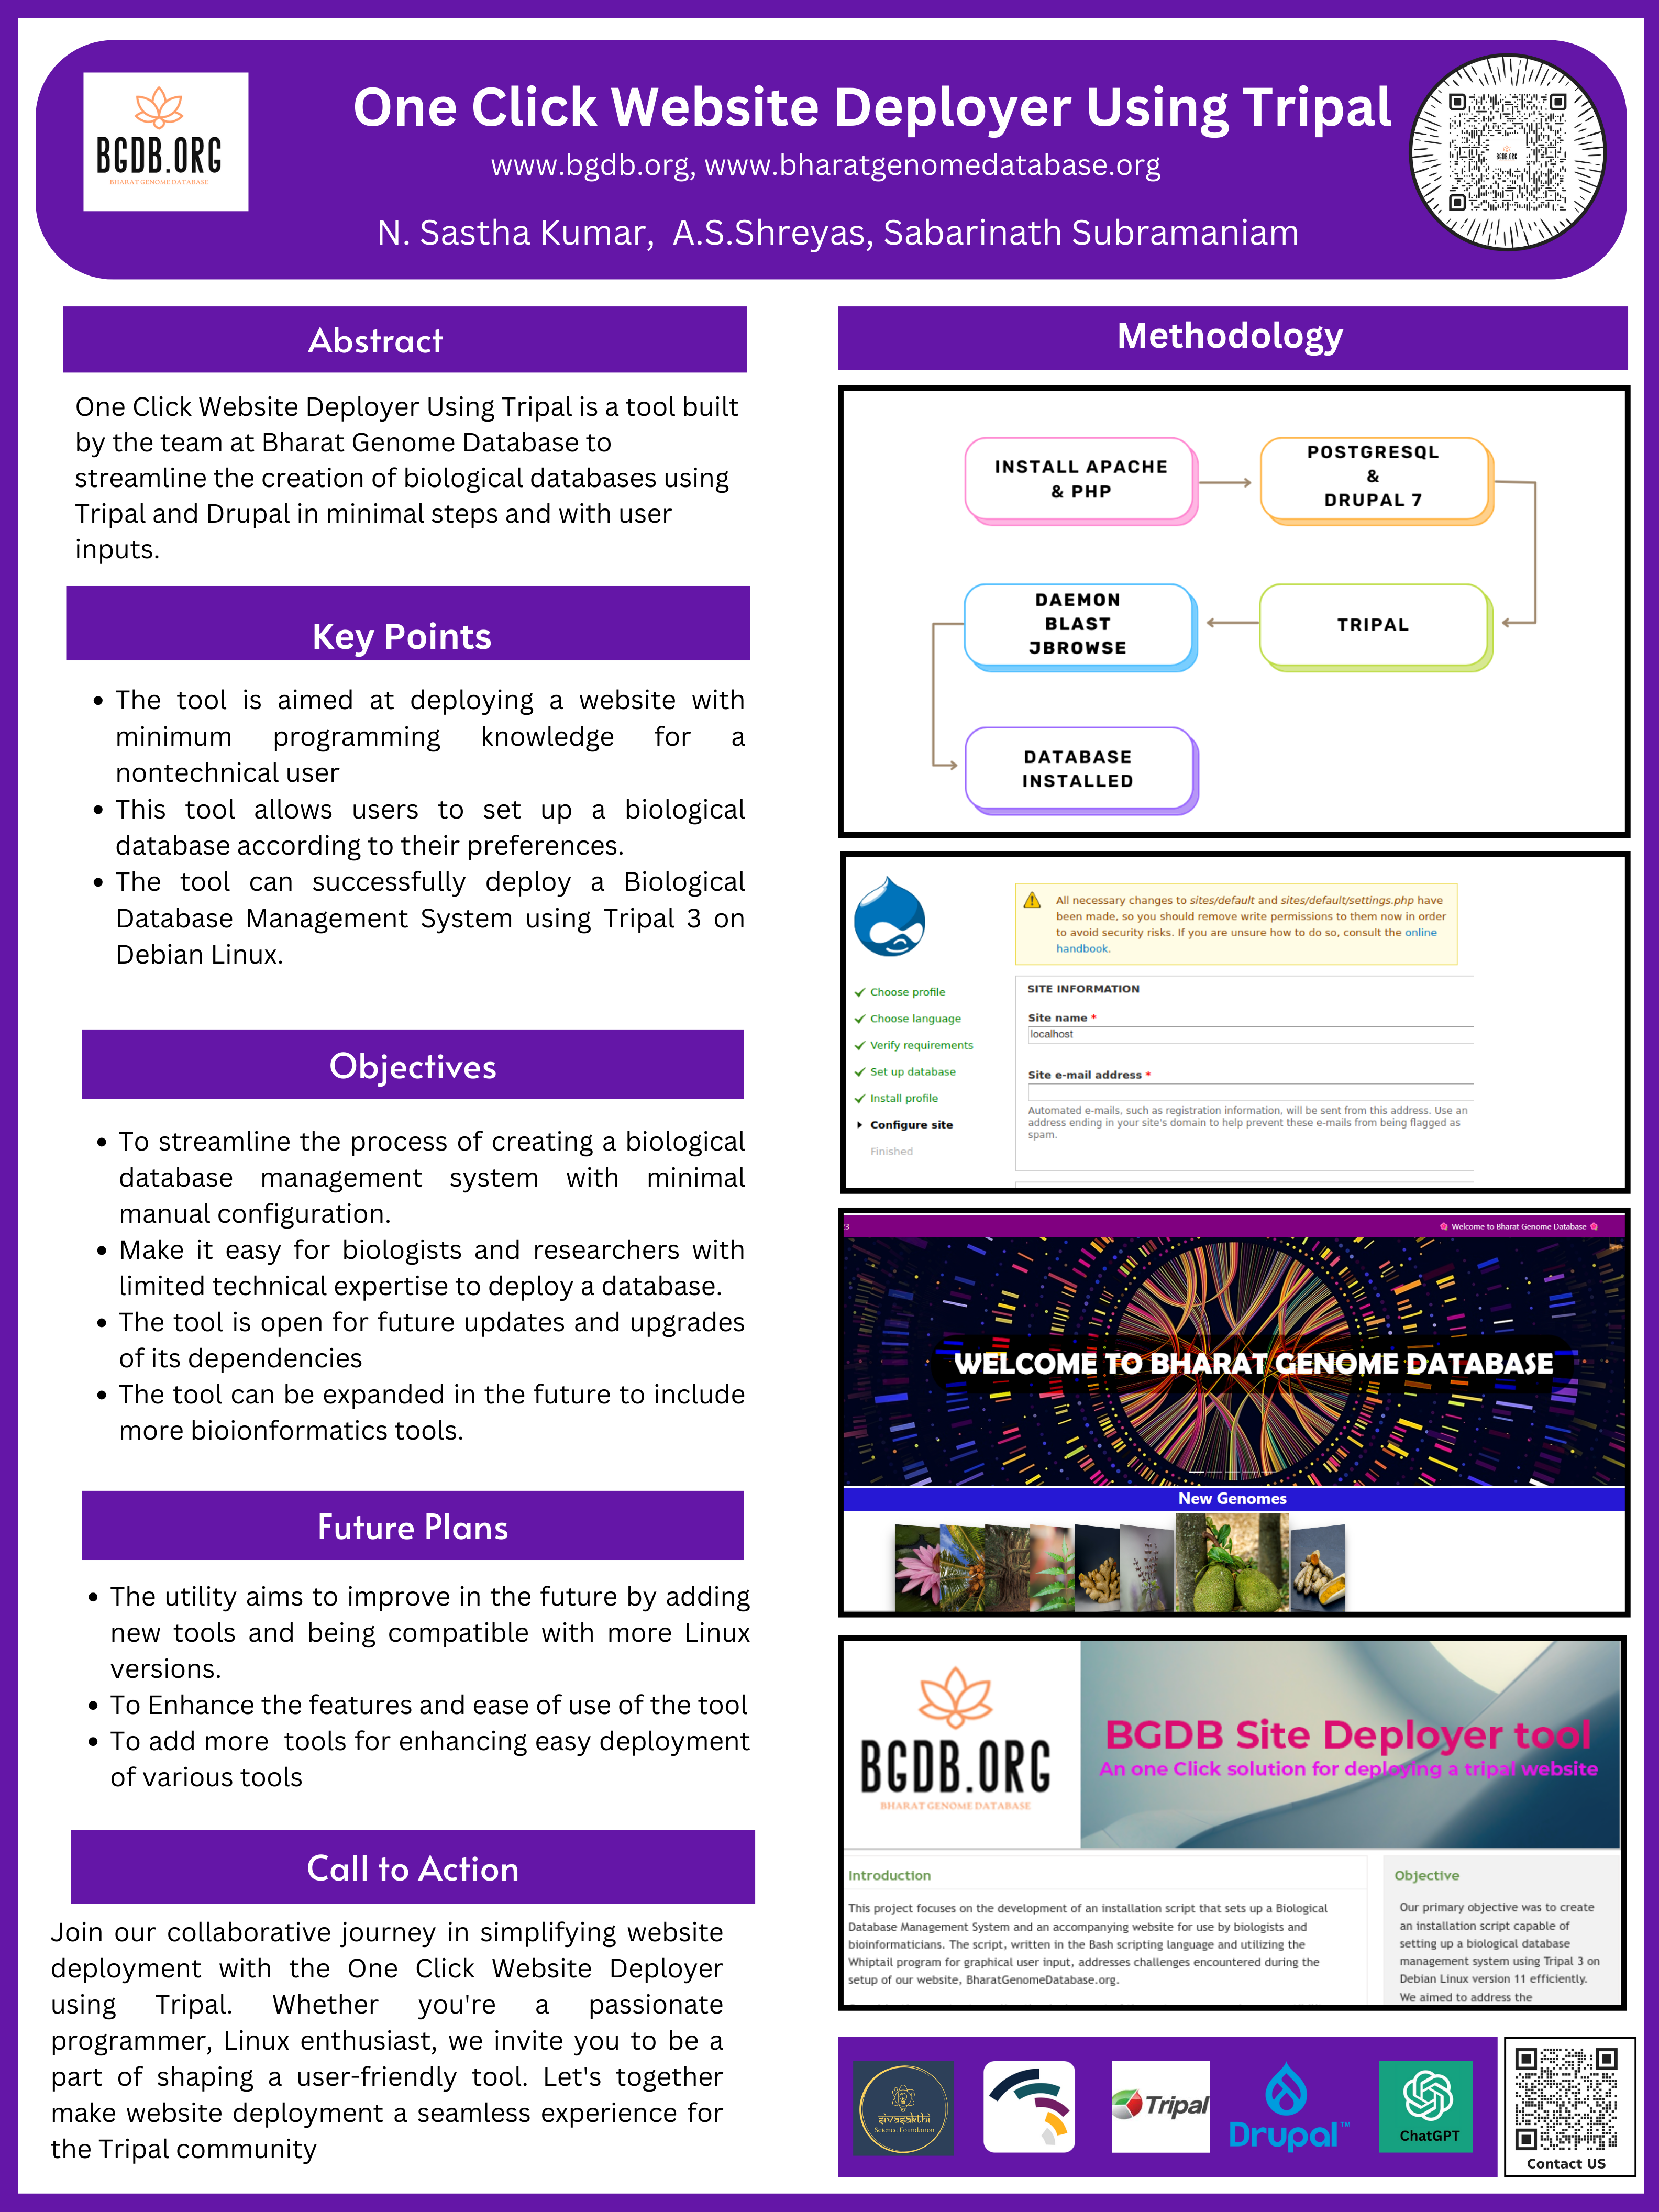 BGDB.ORG
BHARAT GENOME DATABASE
One Click Website Deployer Using Tripal
www.bgdb.org, www.bharatgenomedatabase.org
N. Sastha Kumar,  A.S.Shreyas, Sabarinath Subramaniam
BGDB.ORG
Abstract
One Click Website Deployer Using Tripal is a tool built
by the team at Bharat Genome Database to
streamline the creation of biological databases using
Tripal and Drupal in minimal steps and with user
inputs.
Key Points
• The tool is aimed at deploying a website with
minimum programming knowledge for a
nontechnical user
• This tool allows users to set up a biological
database according to their preferences.
• The tool can successfully deploy a Biological
Database Management System using Tripal 3 on
Debian Linux.
Objectives
• To streamline the process of creating a biological
database management system with minimal
manual configuration.
• Make it easy for biologists and researchers with
limited technical expertise to deploy a database.
• The tool is open for future updates and upgrades
of its dependencies
• The tool can be expanded in the future to include
more bioionformatics tools.
Future Plans
• The utility aims to improve in the future by adding
new tools and being compatible with more Linux
versions.
• To Enhance the features and ease of use of the tool
• To add more  tools for enhancing easy deployment
of various tools
Call to Action
Join our collaborative journey in simplifying website
deployment with the One Click Website Deployer
using Tripal. Whether you're a passionate
programmer, Linux enthusiast, we invite you to be a
part of shaping a user-friendly tool. Let's together
make website deployment a seamless experience for
the Tripal community
Methodology
INSTALL APACHE
& PHP
POSTGRESQL
&
DRUPAL 7
DAEMON
BLAST
JBROWSE
TRIPAL
DATABASE
INSTALLED
All necessary changes to sites/default and sites/default/settings.php have
been made, so you should remove write permissions to them now in order
to avoid security risks. If you are unsure how to do so, consult the online
handbook.
Choose profile
Choose language
Verify requirements
Set up database
Install profile
Configure site
Finished
SITE INFORMATION
Site name *
localhost
Site e-mail address *
Automated e-mails, such as registration information, will be sent from this address. Use an
address ending in your site's domain to help prevent these e-mails from being flagged as
spam.
23
Welcome to Bharat Genome Database
WELCOME TO BHARAT GENOME DATABASE
New Genomes
BGDB.ORG
BHARAT GENOME DATABASE
BGDB Site Deployer tool
An one Click solution for deploying a tripal website
Introduction
This project focuses on the development of an installation script that sets up a Biological
Database Management System and an accompanying website for use by biologists and
bioinformaticians. The script, written in the Bash scripting language and utilizing the
Whiptail program for graphical user input, addresses challenges encountered during the
setup of our website, BharatGenomeDatabase.org.
Objective
Our primary objective was to create
an installation script capable of
setting up a biological database
management system using Tripal 3 on
Debian Linux version 11 efficiently.
We aimed to address the
sivasakthi
Science Foundation
Tripal
Drupal™
ChatGPT
Contact US